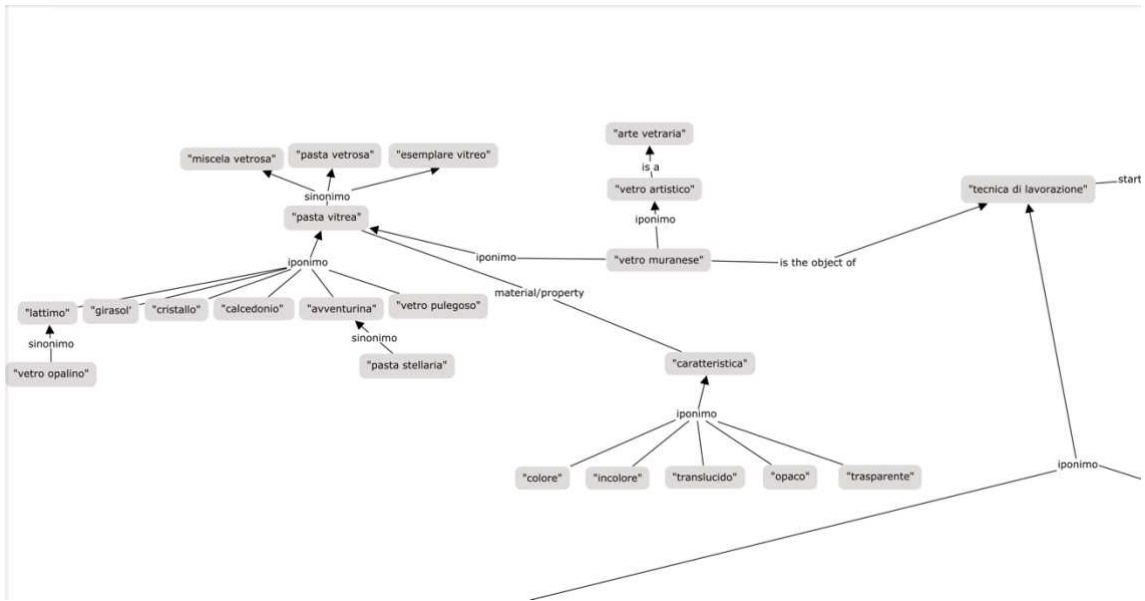 "arte vetraria"
"miscela vetrosa"
"pasta vetrosa"
"esemplare vitreo"
is a
start
sinonimo
"vetro artistico"
"tecnica di lavorazione"
"pasta vitrea"
iponimo
iponimo
iponimo
"vetro muranese"
is the object of
material/property
"lattimo"
"girasol'
"cristallo"
"calcedonio"
"avventurina"
"vetro pulegoso"
sinonimo
sinonimo
"vetro opalino"
"pasta stellaria"
"caratteristica"
iponimo
iponimo
"colore"
"incolore"
"translucido"
"opaco"
"trasparente"